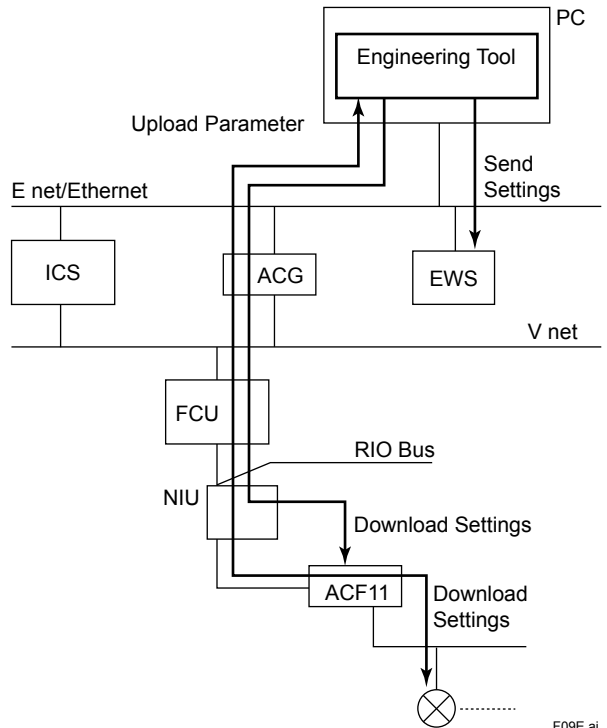 PC
Engineering Tool
Upload Parameter
Send
Settings
E net/Ethernet
ICS
ACG
EWS
V net
FCU
RIO Bus
NIU
Download Settings
ACF11
Download
Settings
F09E.ai